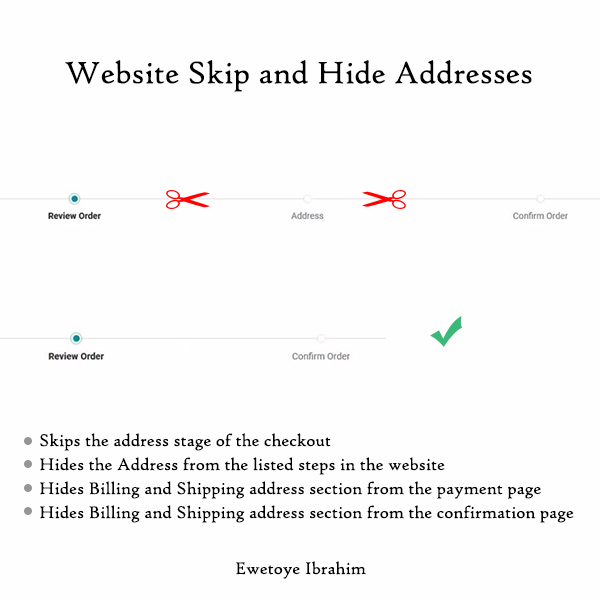 Website Skip and Hide Addresses
Review Order Address Confirm Order
Review Order Confirm Order
Skips the address stage of the checkout
Hides the Address from the listed steps in the website
Hides Billing and Shipping address section from the payment page
Hides Billing and Shipping address section from the confirmation page
Ewetoye Ibrahim